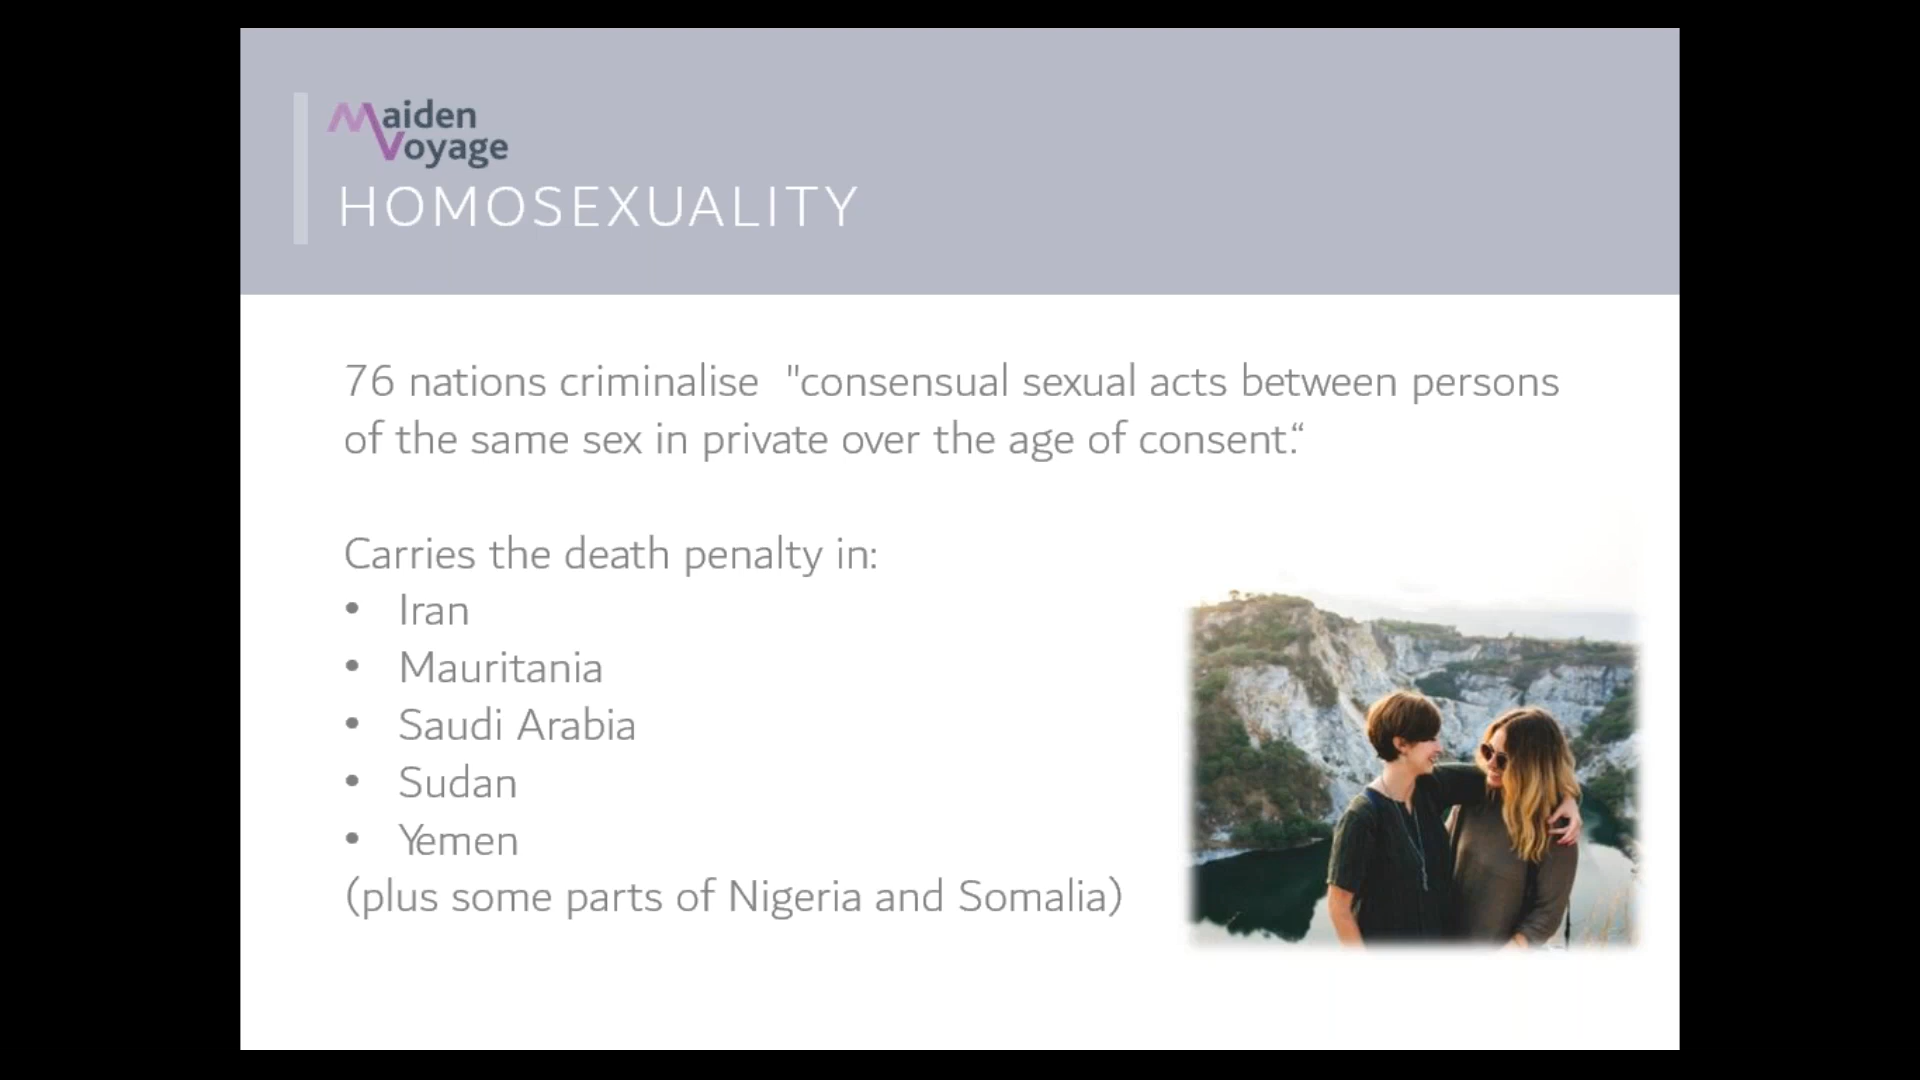 Maiden
Voyage
HOMOSEXUALITY
76 nations criminalise  "consensual sexual acts between persons
of the same sex in private over the age of consent.“
Carries the death penalty in:
• Iran
• Mauritania
• Saudi Arabia
• Sudan
• Yemen
(plus some parts of Nigeria and Somalia)